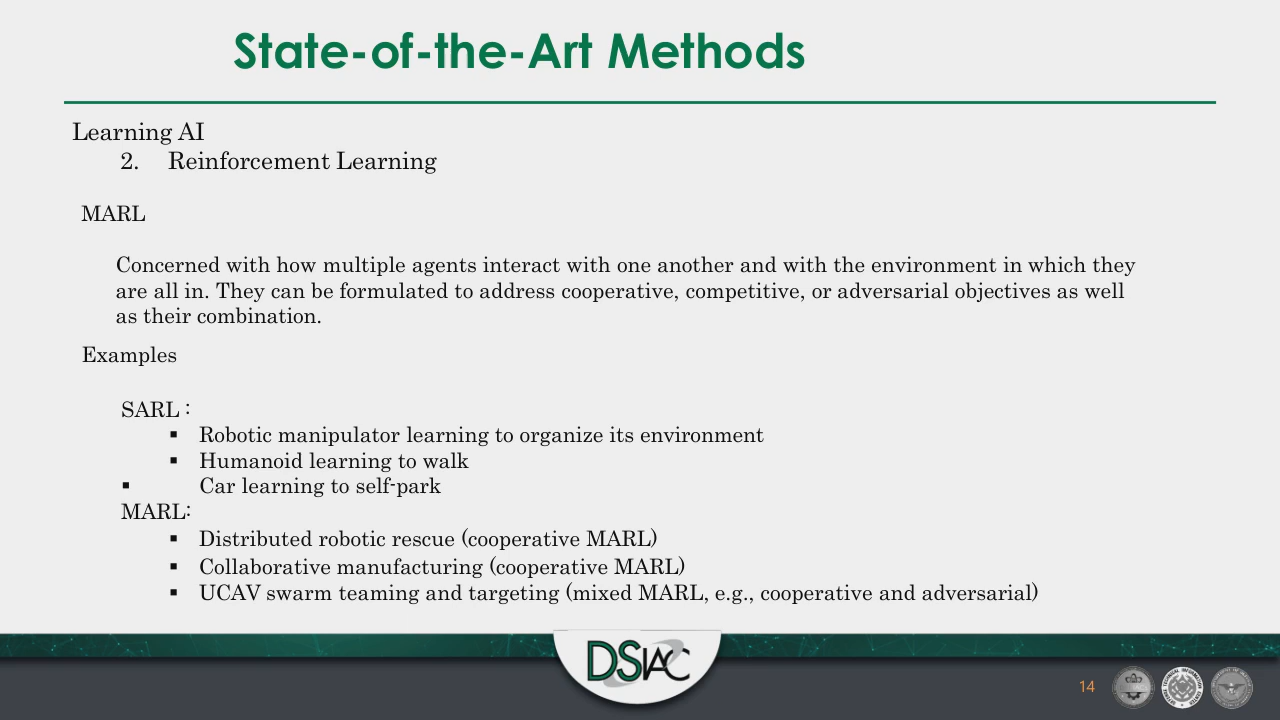 State-of-the-Art Methods
Learning AI
2. Reinforcement Learning
MARL
Concerned with how multiple agents interact with one another and with the environment in which they
are all in. They can be formulated to address cooperative, competitive, or adversarial objectives as well
as their combination.
Examples
SARL :
▪ Robotic manipulator learning to organize its environment
▪ Humanoid learning to walk
▪ Car learning to self-park
MARL:
▪ Distributed robotic rescue (cooperative MARL)
▪ Collaborative manufacturing (cooperative MARL)
▪ UCAV swarm teaming and targeting (mixed MARL, e.g., cooperative and adversarial)
DSIAC
14